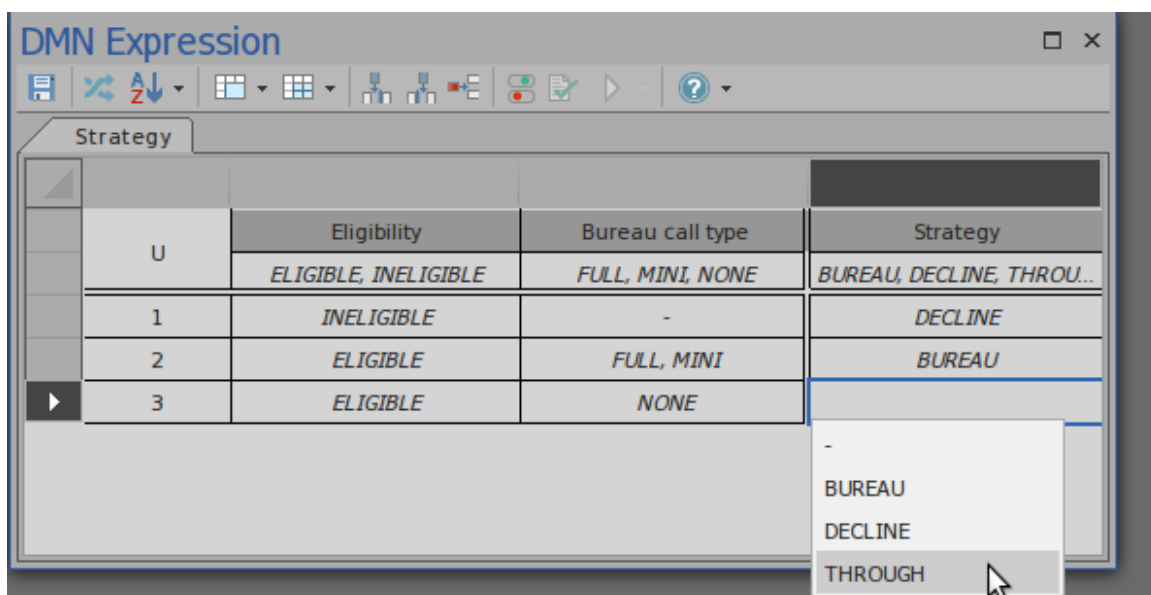 DMN Expression
Strategy
U Eligibility Bureau call type Strategy
ELIGIBLE, INELIGIBLE FULL, MINI, NONE BUREAU, DECLINE, THROU...
1 INELIGIBLE - DECLINE
2 ELIGIBLE FULL, MINI BUREAU
3 ELIGIBLE NONE
-
BUREAU
DECLINE
THROUGH